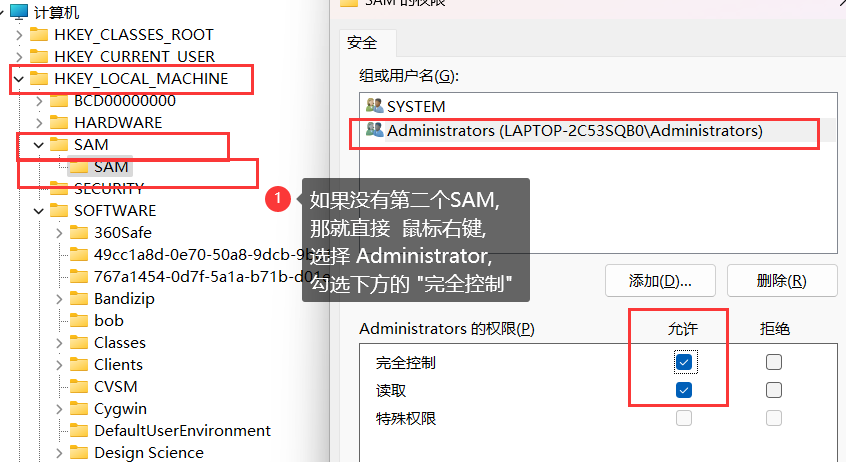 计算机
HKEY_CLASSES_ROOT
HKEY_CURRENT_USER
HKEY_LOCAL_MACHINE
BCD00000000
HARDWARE
SAM
SAM
SECURITY
SOFTWARE
360Safe
49cc1a8d-0e70-50a8-9dcb-9b
767a1454-0d7f-5a1a-b71b-d01a
Bandizip
bob
Classes
Clients
CVSM
Cygwin
DefaultUserEnvironment
Design Science
1
如果没有第二个SAM,
那就直接 鼠标右键,
选择 Administrator,
勾选下方的 "完全控制"
SAM 的权限
安全
组或用户名(G):
SYSTEM
Administrators (LAPTOP-2C53SQB0\Administrators)
添加(D)...
删除(R)
Administrators 的权限(P)
允许
拒绝
完全控制
读取
特殊权限